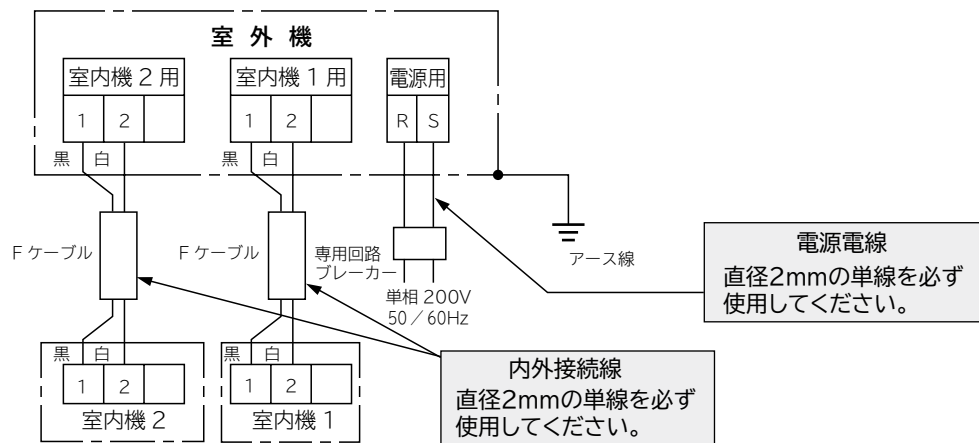 室 外 機
室内機 2 用
室内機 1 用
電源用
1 2
1 2
R S
黒 白
黒 白
Fケーブル
Fケーブル
専用回路
ブレーカー
単相 200V
50/60Hz
アース線
電源電線
直径2mmの単線を必ず
使用してください。
黒 白
黒 白
1 2
1 2
室内機 2
室内機 1
内外接続線
直径2mmの単線を必ず
使用してください。